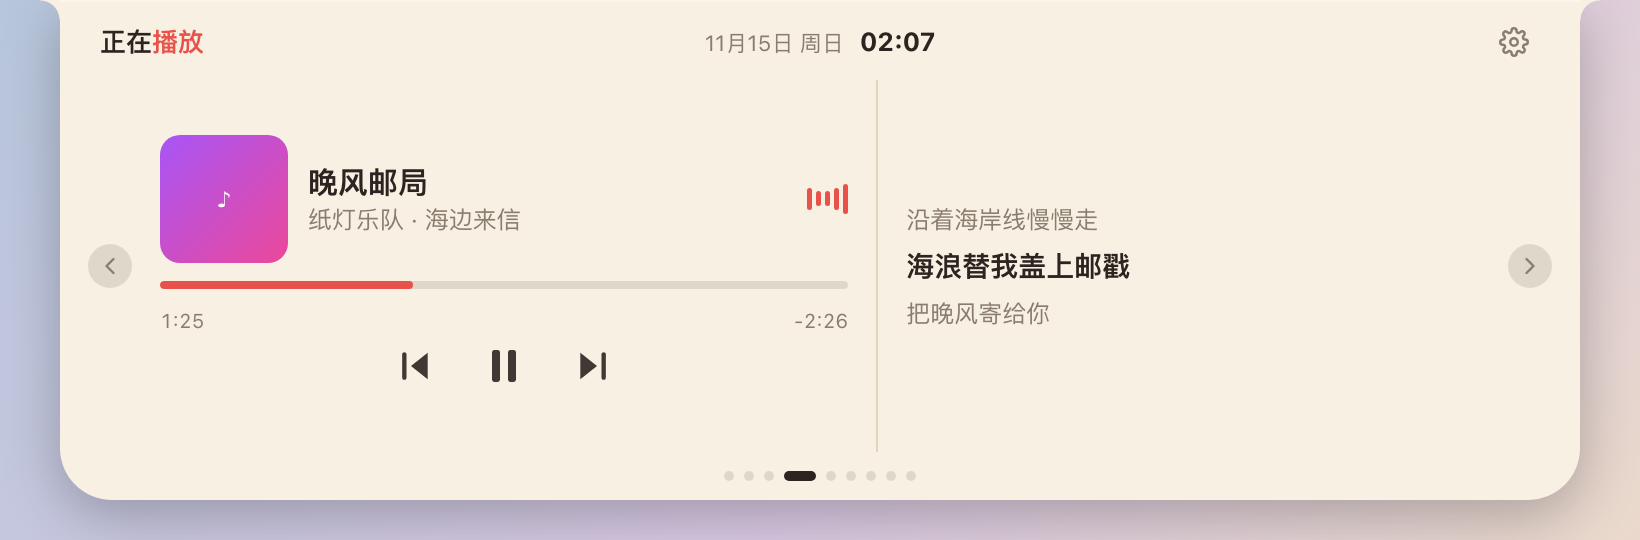 正在播放
11月15日 周日 02:07
♪
晚风邮局
纸灯乐队 · 海边来信
1:25
-2:26
沿着海岸线慢慢走
海浪替我盖上邮戳
把晚风寄给你